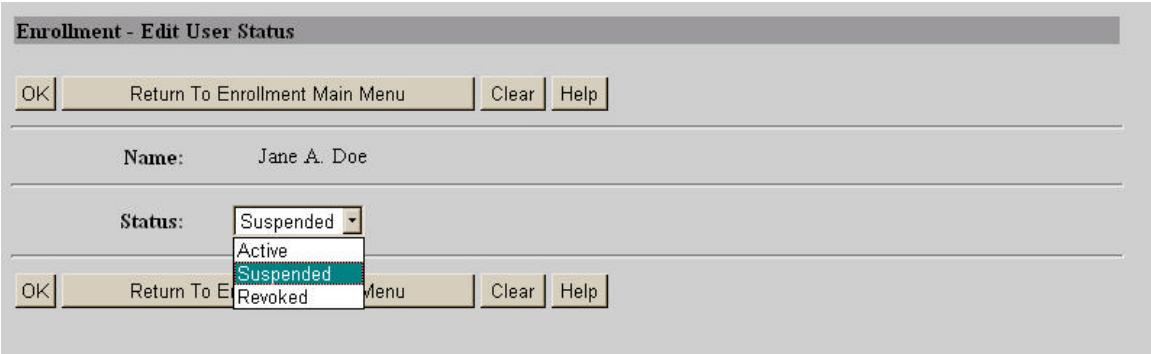 Enrollment - Edit User Status
OK Return To Enrollment Main Menu Clear Help
Name: Jane A. Doe
Status: Suspended
Active
Suspended
Revoked
OK Return To E Menu Clear Help